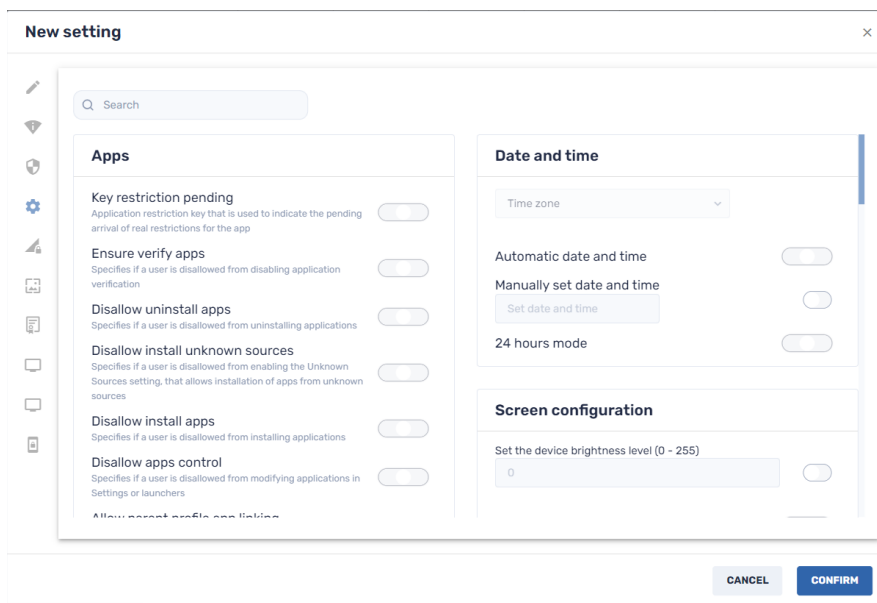 New setting
Search
Apps
Key restriction pending
Application restriction key that is used to indicate the pending
arrival of real restrictions for the app
Ensure verify apps
Specifies if a user is disallowed from disabling application
verification
Disallow uninstall apps
Specifies if a user is disallowed from uninstalling applications
Disallow install unknown sources
Specifies if a user is disallowed from enabling the Unknown
Sources setting, that allows installation of apps from unknown
sources
Disallow install apps
Specifies if a user is disallowed from installing applications
Disallow apps control
Specifies if a user is disallowed from modifying applications in
Settings or launchers
Allow parent profile app linking
Date and time
Time zone
Automatic date and time
Manually set date and time
Set date and time
24 hours mode
Screen configuration
Set the device brightness level (0 - 255)
0
CANCEL
CONFIRM